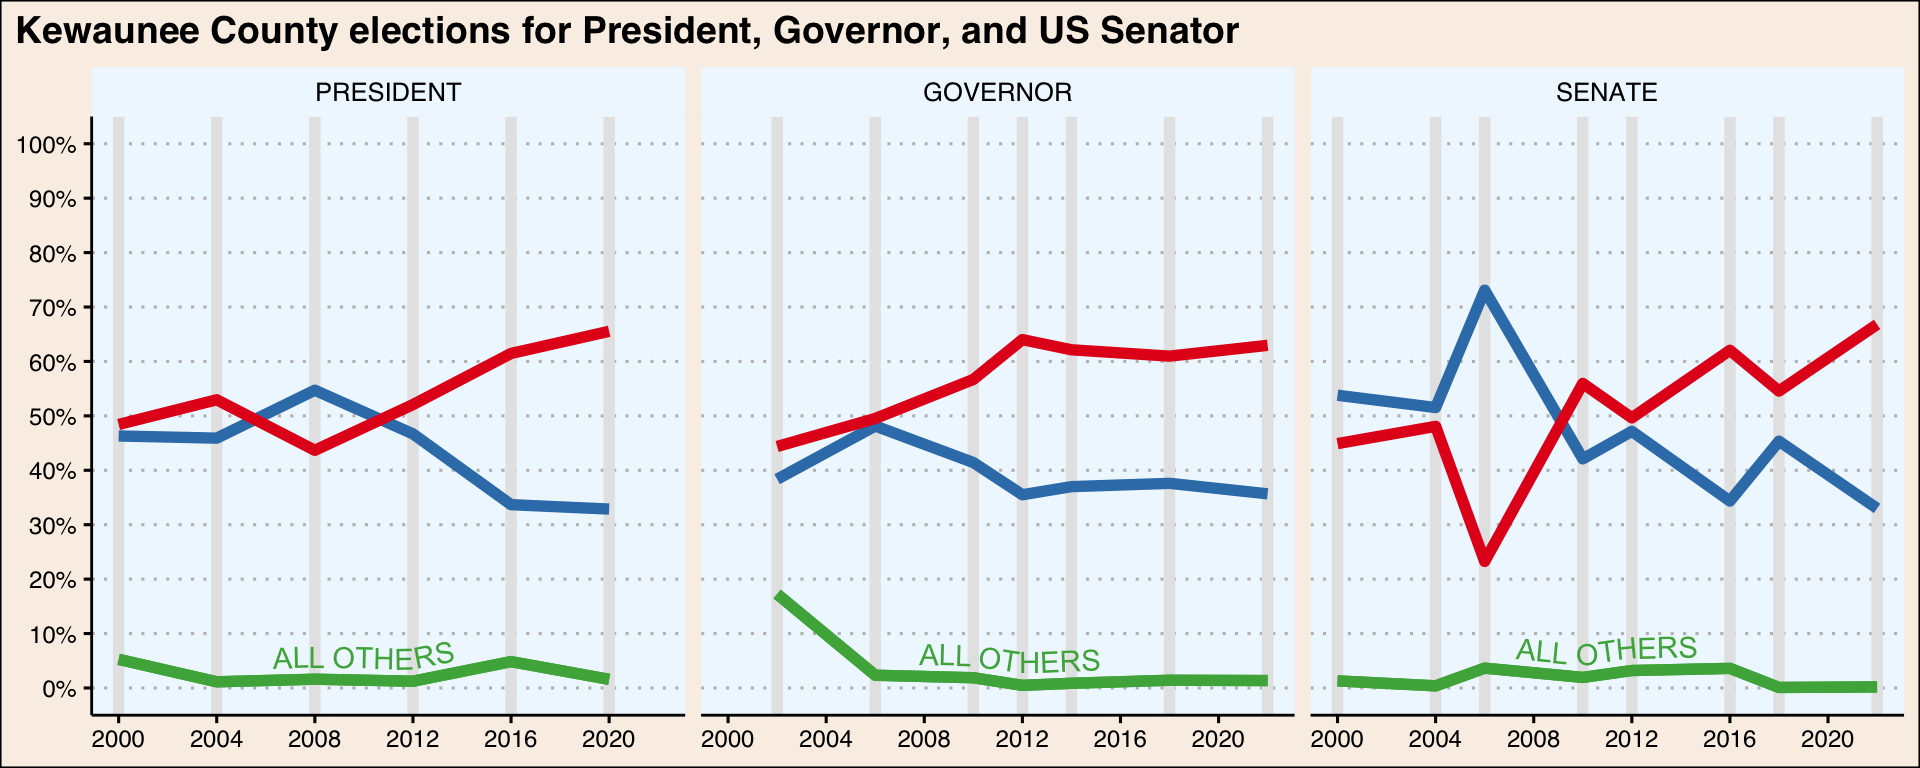 Kewaunee County elections for President, Governor, and US Senator
PRESIDENT GOVERNOR SENATE
100%
90%
80%
70%
60%
50%
40%
30%
20%
10%
0%
ALL OTHERS ALL OTHERS ALL OTHERS
2000 2004 2008 2012 2016 2020 2000 2004 2008 2012 2016 2020 2000 2004 2008 2012 2016 2020